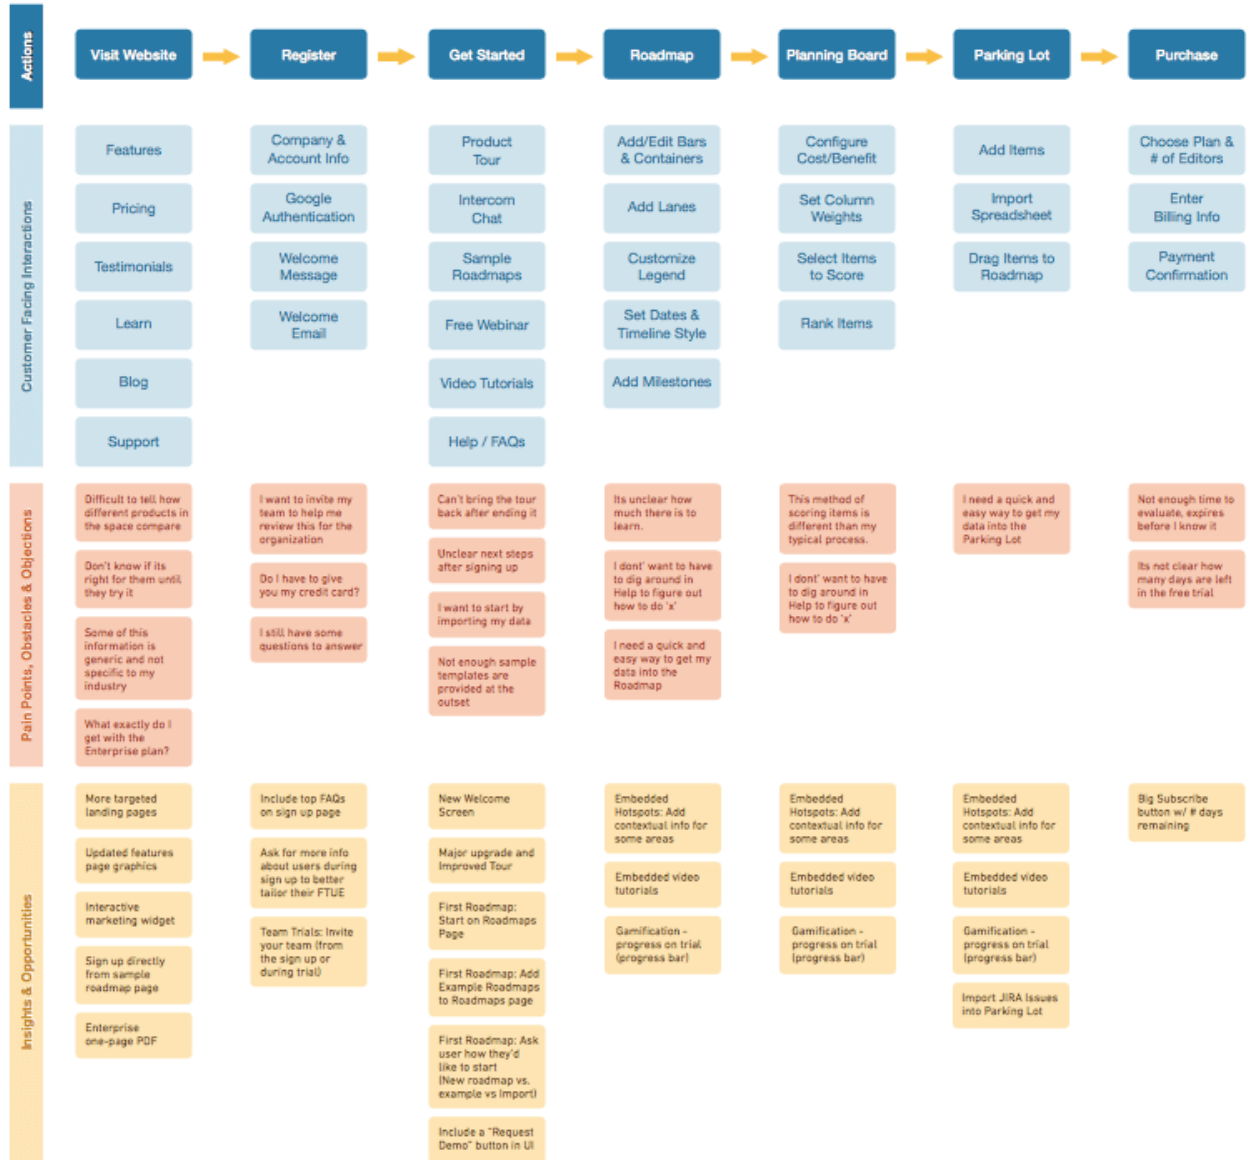 Actions
Visit Website
Register
Get Started
Roadmap
Planning Board
Parking Lot
Purchase
Customer Facing Interactions
Features
Pricing
Testimonials
Learn
Blog
Support
Company &
Account Info
Google
Authentication
Welcome
Message
Welcome
Email
Product
Tour
Intercom
Chat
Sample
Roadmaps
Free Webinar
Video Tutorials
Help / FAQs
Add/Edit Bars
& Containers
Add Lanes
Customize
Legend
Set Dates &
Timeline Style
Add Milestones
Configure
Cost/Benefit
Set Column
Weights
Select Items
to Score
Rank Items
Add Items
Import
Spreadsheet
Drag Items to
Roadmap
Choose Plan &
# of Editors
Enter
Billing Info
Payment
Confirmation
Pain Points, Obstacles & Objections
Difficult to tell how
different products in
the space compare
Don't know if its
right for them until
they try it
Some of this
information is
generic and not
specific to my
industry
What exactly do I
get with the
Enterprise plan?
I want to invite my
team to help me
review this for the
organization
Do I have to give
you my credit card?
I still have some
questions to answer
Can't bring the tour
back after ending it
Unclear next steps
after signing up
I want to start by
importing my data
Not enough sample
templates are
provided at the
outset
Its unclear how
much there is to
learn.
I dont' want to have
to dig around in
Help to figure out
how to do 'x'
I need a quick and
easy way to get my
data into the
Roadmap
This method of
scoring items is
different than my
typical process.
I dont' want to have
to dig around in
Help to figure out
how to do 'x'
I need a quick and
easy way to get my
data into the
Parking Lot
Not enough time to
evaluate, expires
before I know it
Its not clear how
many days are left
in the free trial
Insights & Opportunities
More targeted
landing pages
Updated features
page graphics
Interactive
marketing widget
Sign up directly
from sample
roadmap page
Enterprise
one-page PDF
Include top FAQs
on sign up page
Ask for more info
about users during
sign up to better
tailor their FTUE
Team Trials: Invite
your team (from
the sign up or
during trial)
New Welcome
Screen
Major upgrade and
Improved Tour
First Roadmap:
Start on Roadmaps
Page
First Roadmap: Add
Example Roadmaps
to Roadmaps page
First Roadmap: Ask
user how they'd
like to start
(New roadmap vs.
example vs Import)
Include a "Request
Demo" button in UI
Embedded
Hotspots: Add
contextual info for
some areas
Embedded video
tutorials
Gamification -
progress on trial
(progress bar)
Embedded
Hotspots: Add
contextual info for
some areas
Embedded video
tutorials
Gamification -
progress on trial
(progress bar)
Embedded
Hotspots: Add
contextual info for
some areas
Embedded video
tutorials
Gamification -
progress on trial
(progress bar)
Import JIRA Issues
into Parking Lot
Big Subscribe
button w/ # days
remaining